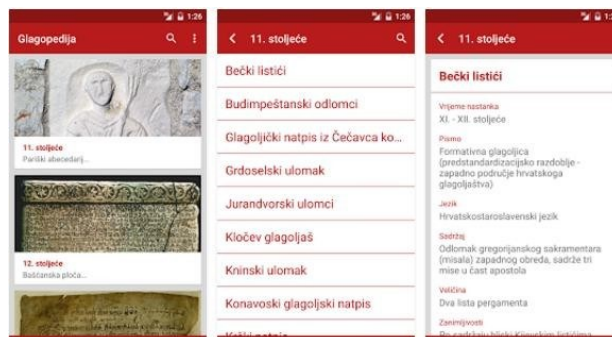 1:26
Glagopedija
11. stoljeće
Pariški abecedarij...
12. stoljeće
Bašćanska ploča...
1:26
11. stoljeće
Bečki listići
Budimpeštanski odlomci
Glagoljički natpis iz Čečavca ko...
Grdoselski ulomak
Jurandvorski ulomci
Kločev glagoljaš
Kninski ulomak
Konavoski glagoljski natpis
1:26
11. stoljeće
Bečki listići
Vrijeme nastanka
XI. - XII. stoljeće
Pismo
Formativna glagoljica
(predstandardizacijsko razdoblje -
zapadno područje hrvatskoga
glagoljaštva)
Jezik
Hrvatskostaroslavenski jezik
Sadržaj
Odlomak gregorijanskog sakramentara
(misala) zapadnog obreda, sadrže tri
mise u čast apostola
Veličina
Dva lista pergamenta
Zanimljivosti